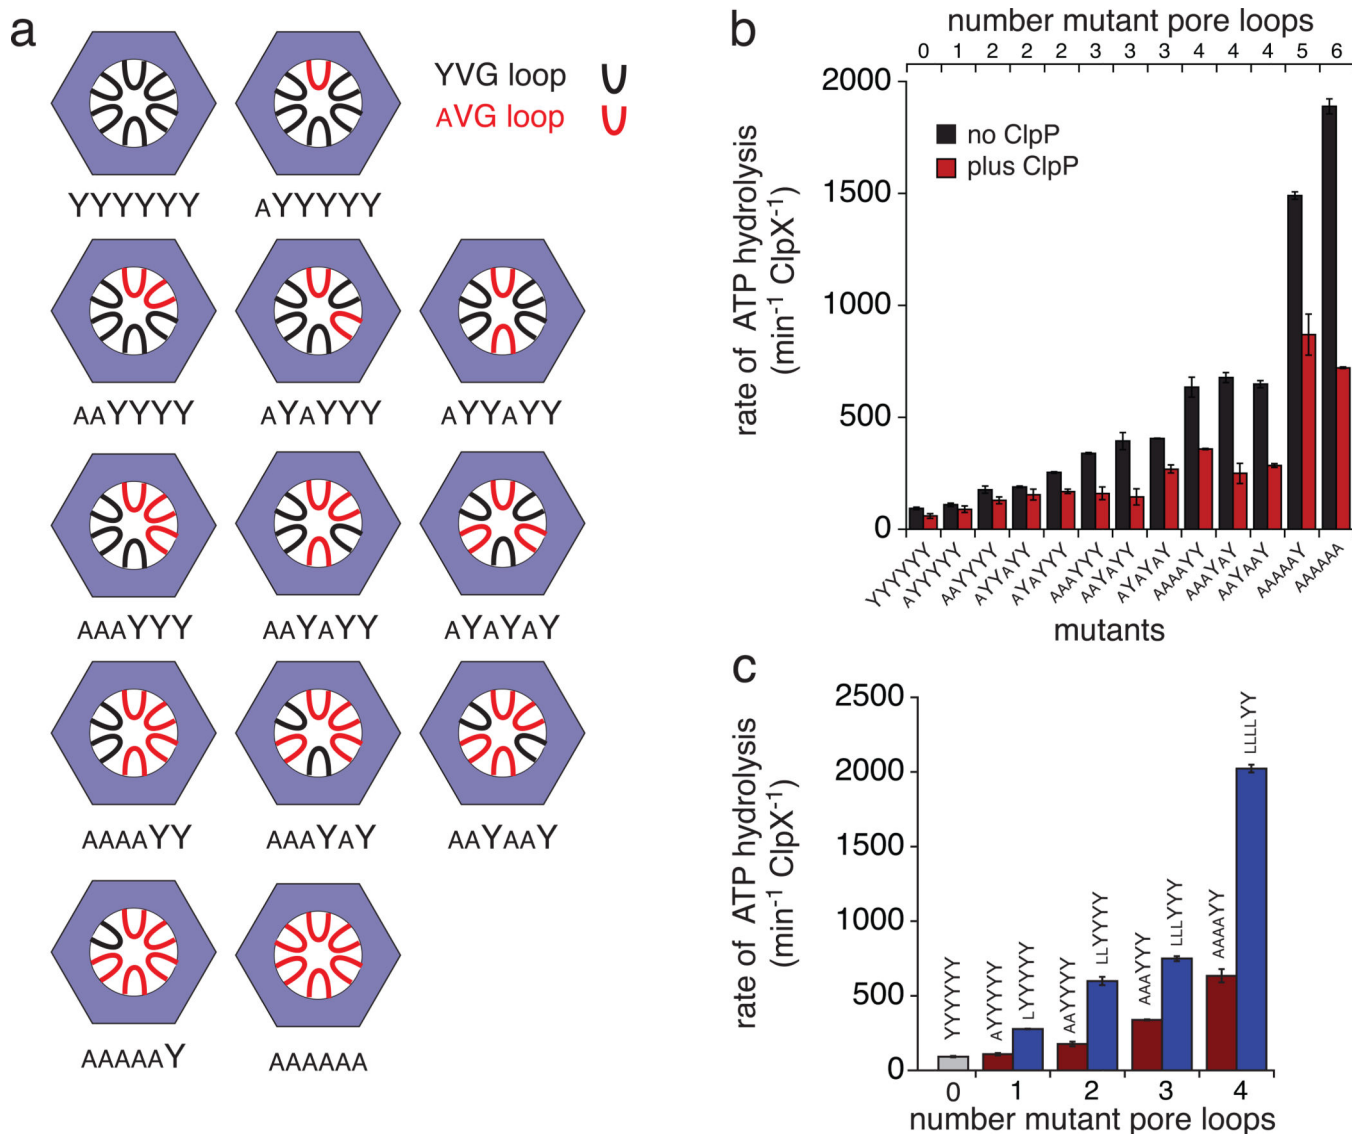 a
YVG loop
AVG loop
YYYYYY
AYYYYY
AAYYYY
AYAYYY
AYYAYY
AAAYYY
AAYAYY
AYAYAY
AAAAYY
AAAYAY
AAYAAY
AAAAAY
AAAAAA
b
number mutant pore loops
0 1 2 2 2 3 3 3 4 4 4 5 6
rate of ATP hydrolysis
(min⁻¹ ClpX⁻¹)
2000
1500
1000
500
0
no ClpP
plus ClpP
YYYYYY
AYYYYY
AAYYYY
AYYAYY
AYAYYY
AAAYYY
AAYAYY
AYAYAY
AAAAYY
AAAYAY
AAYAAY
AAAAAY
AAAAAA
mutants
c
rate of ATP hydrolysis
(min⁻¹ ClpX⁻¹)
2500
2000
1500
1000
500
0
YYYYYY
AYYYYY
LYYYYY
AAYYYY
LLYYYY
AAAYYY
LLLYYY
AAAAYY
LLLLYY
0 1 2 3 4
number mutant pore loops